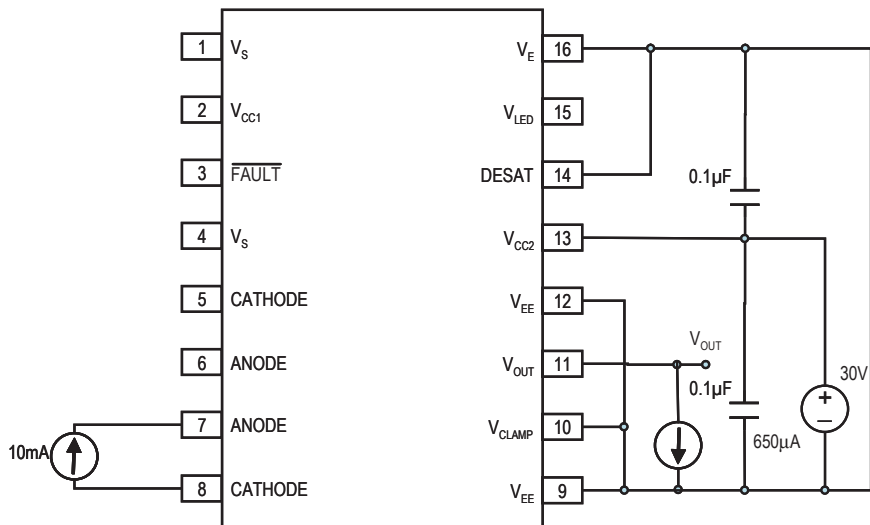 1 V_S
2 V_CC1
3 FAULT
4 V_S
5 CATHODE
6 ANODE
7 ANODE
8 CATHODE
10mA
V_E 16
V_LED 15
DESAT 14
V_CC2 13
V_EE 12
V_OUT 11
V_CLAMP 10
V_EE 9
0.1µF
V_OUT
0.1µF
30V
+
–
650µA